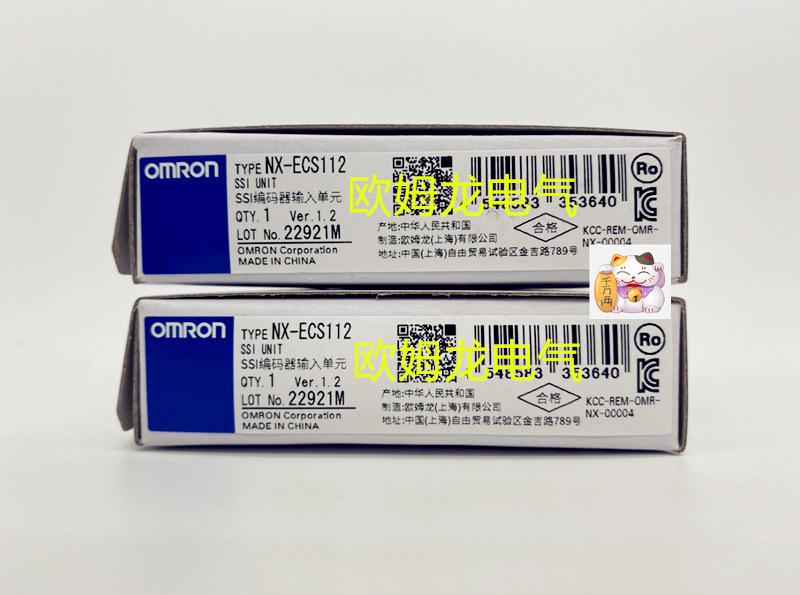 OMRON
TYPE NX-ECS112
SSI UNIT
SSI编码器输入单元
QTY. 1 Ver.1.2
LOT No. 22921M
OMRON Corporation
MADE IN CHINA
欧姆龙电气
353640
产地:中华人民共和国
制造:欧姆龙(上海)有限公司
地址:中国(上海)自由贸易试验区金吉路789号
合格
Ro
KCC-REM-OMR-
NX-00004
千万两
OMRON
TYPE NX-ECS112
SSI UNIT
SSI编码器输入单元
QTY. 1 Ver.1.2
LOT No. 22921M
OMRON Corporation
MADE IN CHINA
欧姆龙电气
548583 353640
产地:中华人民共和国
制造:欧姆龙(上海)有限公司
地址:中国(上海)自由贸易试验区金吉路789号
合格
Ro
KCC-REM-OMR-
NX-00004